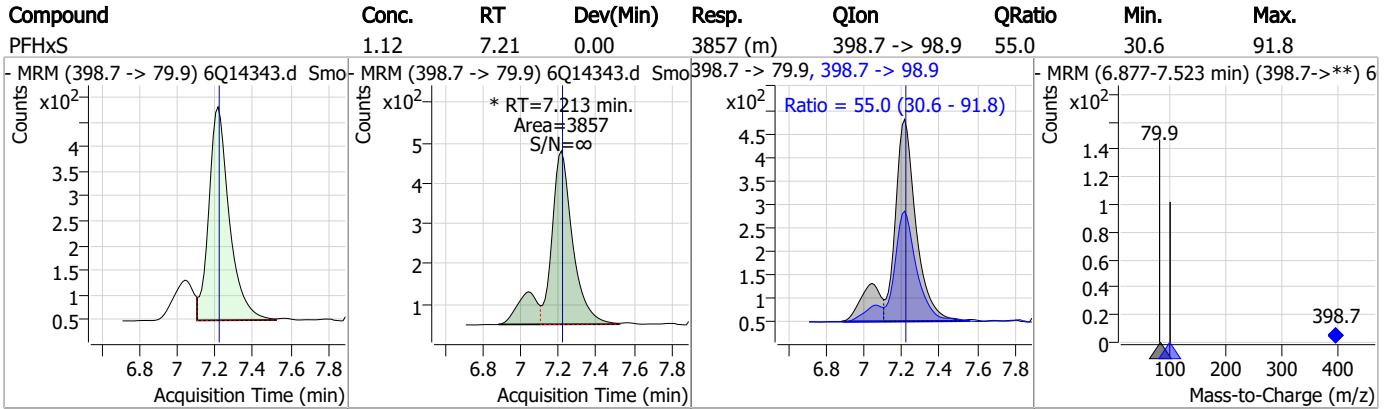 Compound Conc. RT Dev(Min) Resp. QIon QRatio Min. Max.
PFHxS 1.12 7.21 0.00 3857 (m) 398.7 -> 98.9 55.0 30.6 91.8
- MRM (398.7 -> 79.9) 6Q14343.d Smo
Counts
x10²
4
3.5
3
2.5
2
1.5
1
0.5
6.8 7 7.2 7.4 7.6 7.8
Acquisition Time (min)
- MRM (398.7 -> 79.9) 6Q14343.d Smo
Counts
x10²
* RT=7.213 min.
Area=3857
S/N=∞
5
4
3
2
1
6.8 7 7.2 7.4 7.6 7.8
Acquisition Time (min)
398.7 -> 79.9, 398.7 -> 98.9
Counts
x10²
Ratio = 55.0 (30.6 - 91.8)
4.5
4
3.5
3
2.5
2
1.5
1
0.5
6.8 7 7.2 7.4 7.6 7.8
Acquisition Time (min)
- MRM (6.877-7.523 min) (398.7->**) 6
Counts
x10²
79.9
1.4
1.2
1
0.8
0.6
0.4
0.2
0
398.7
100 200 300 400
Mass-to-Charge (m/z)